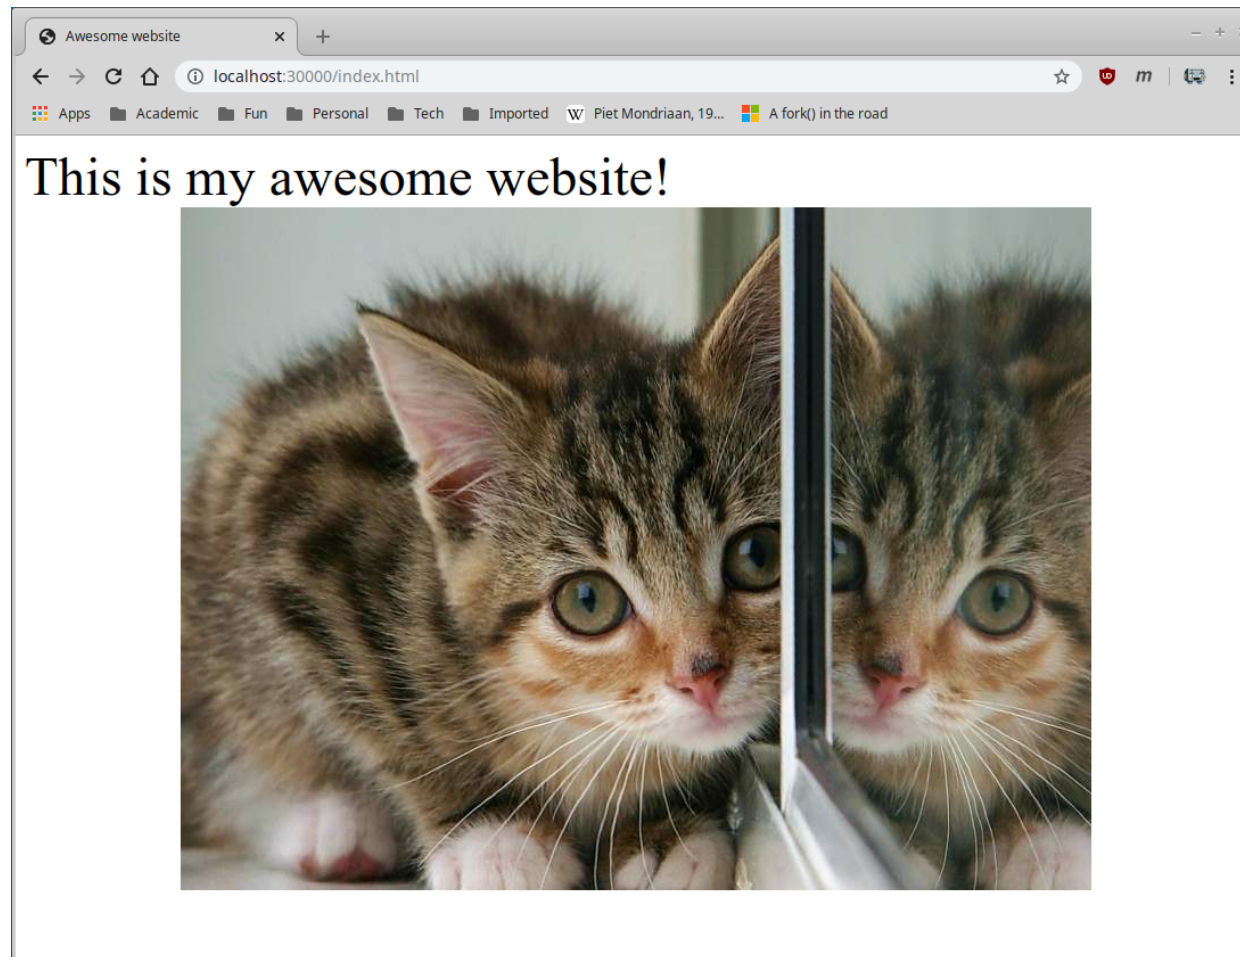 Awesome website
localhost:30000/index.html
Apps Academic Fun Personal Tech Imported W Piet Mondriaan, 19... A fork() in the road
This is my awesome website!